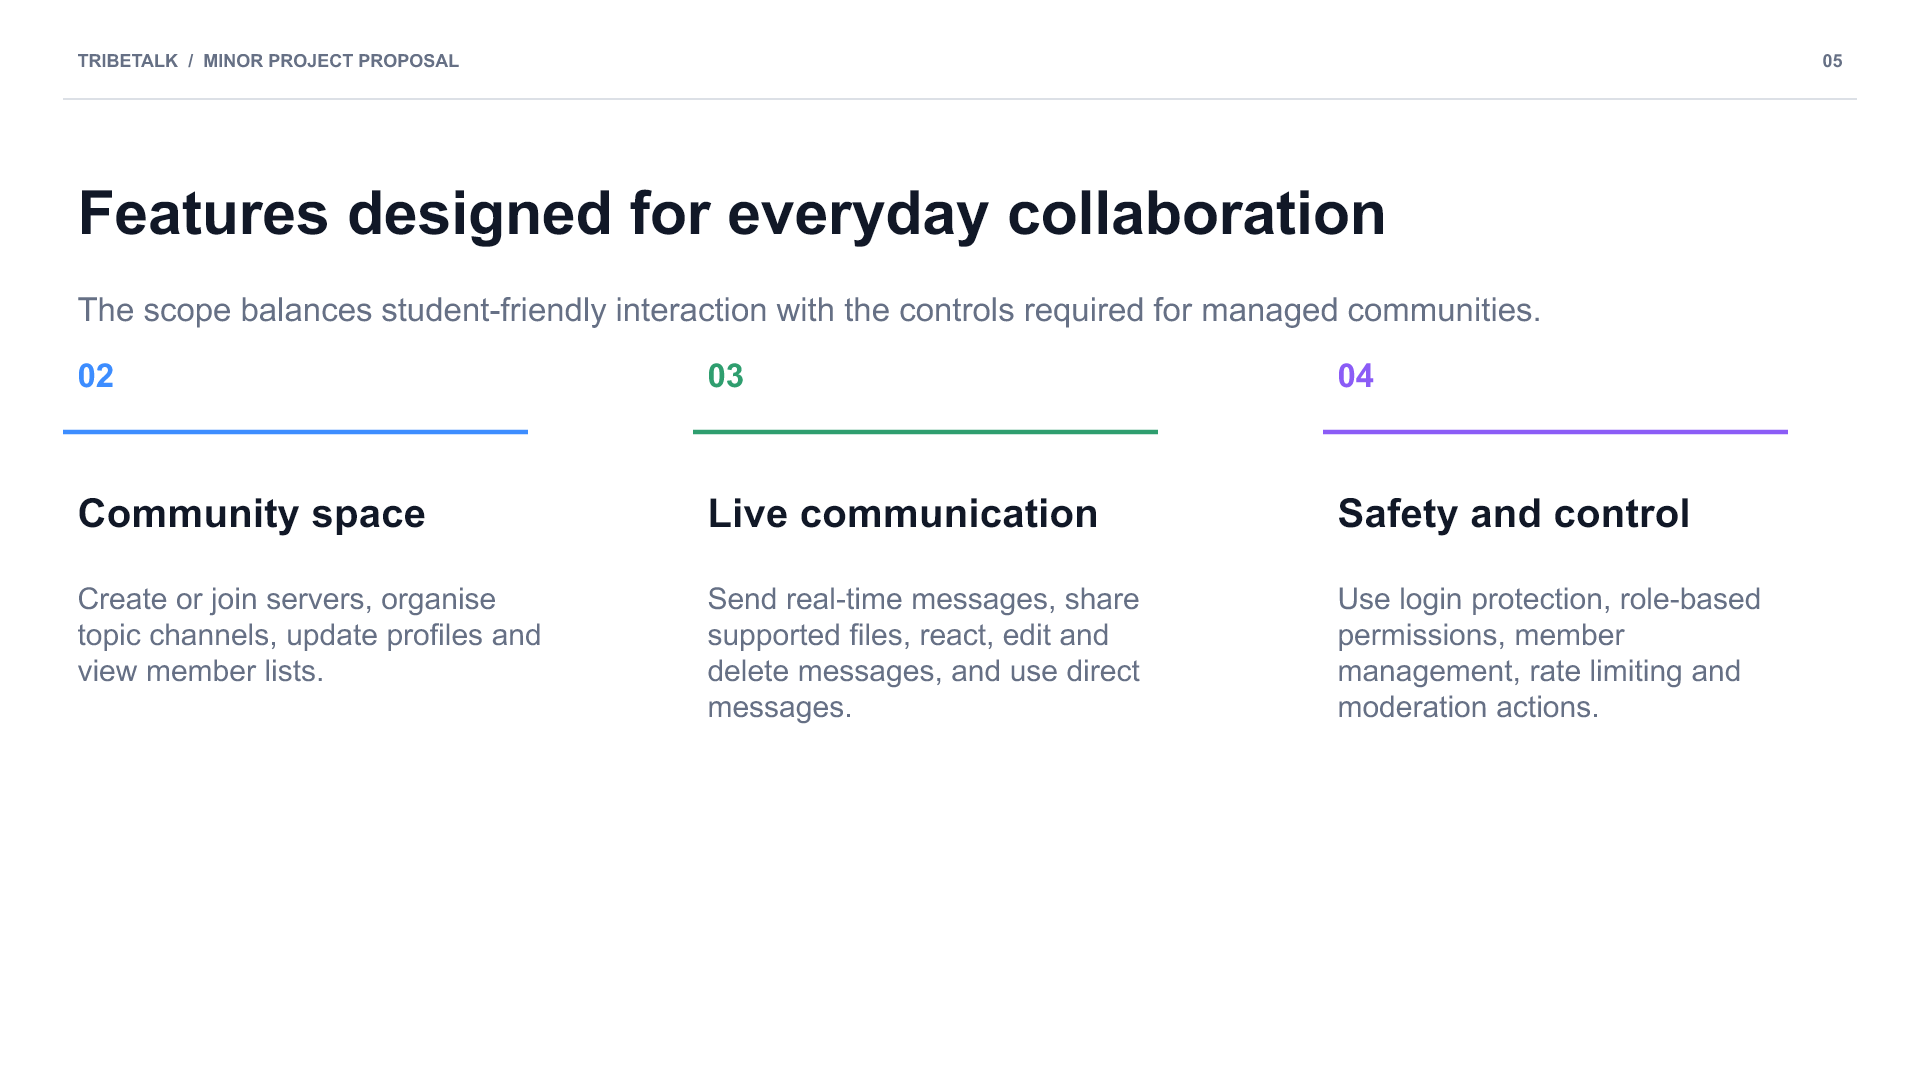 TRIBETALK / MINOR PROJECT PROPOSAL
05
Features designed for everyday collaboration
The scope balances student-friendly interaction with the controls required for managed communities.
02
Community space
Create or join servers, organise
topic channels, update profiles and
view member lists.
03
Live communication
Send real-time messages, share
supported files, react, edit and
delete messages, and use direct
messages.
04
Safety and control
Use login protection, role-based
permissions, member
management, rate limiting and
moderation actions.